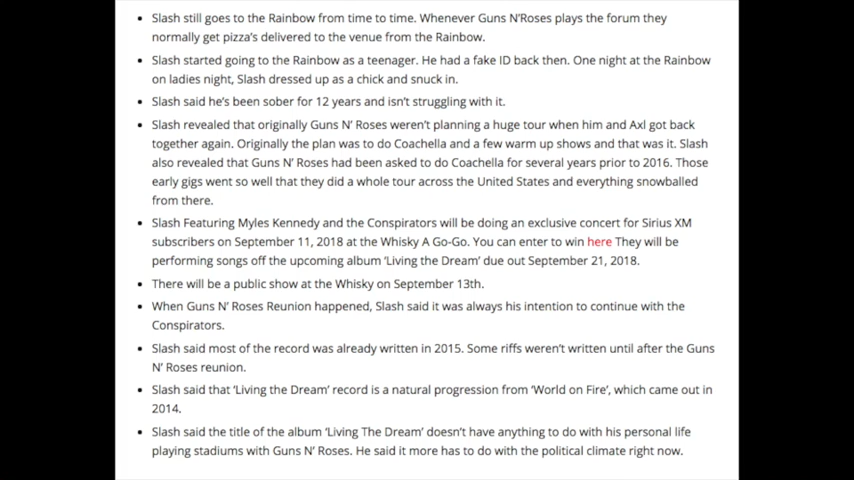 • Slash still goes to the Rainbow from time to time. Whenever Guns N'Roses plays the forum they
normally get pizza's delivered to the venue from the Rainbow.
• Slash started going to the Rainbow as a teenager. He had a fake ID back then. One night at the Rainbow
on ladies night, Slash dressed up as a chick and snuck in.
• Slash said he's been sober for 12 years and isn't struggling with it.
• Slash revealed that originally Guns N' Roses weren't planning a huge tour when him and Axl got back
together again. Originally the plan was to do Coachella and a few warm up shows and that was it. Slash
also revealed that Guns N' Roses had been asked to do Coachella for several years prior to 2016. Those
early gigs went so well that they did a whole tour across the United States and everything snowballed
from there.
• Slash Featuring Myles Kennedy and the Conspirators will be doing an exclusive concert for Sirius XM
subscribers on September 11, 2018 at the Whisky A Go-Go. You can enter to win here They will be
performing songs off the upcoming album 'Living the Dream' due out September 21, 2018.
• There will be a public show at the Whisky on September 13th.
• When Guns N' Roses Reunion happened, Slash said it was always his intention to continue with the
Conspirators.
• Slash said most of the record was already written in 2015. Some riffs weren't written until after the Guns
N' Roses reunion.
• Slash said that 'Living the Dream' record is a natural progression from 'World on Fire', which came out in
2014.
• Slash said the title of the album 'Living The Dream' doesn't have anything to do with his personal life
playing stadiums with Guns N' Roses. He said it more has to do with the political climate right now.